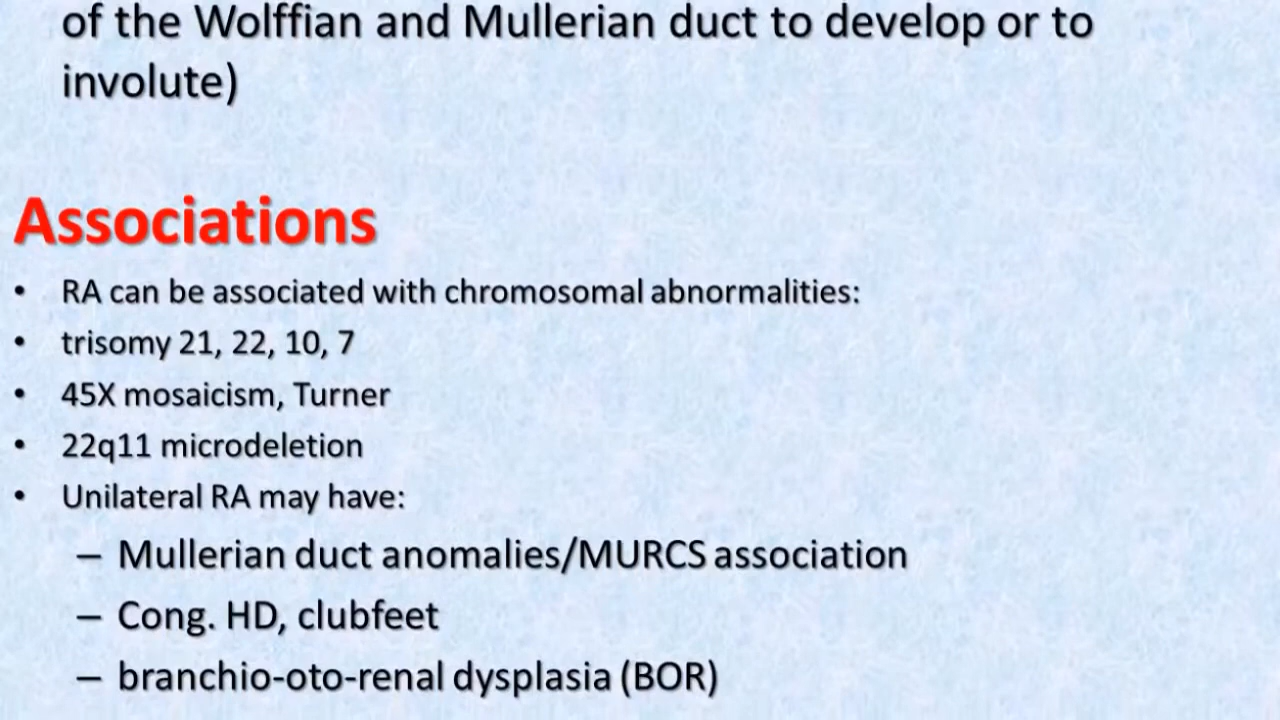 of the Wolffian and Mullerian duct to develop or to
involute)
Associations
• RA can be associated with chromosomal abnormalities:
• trisomy 21, 22, 10, 7
• 45X mosaicism, Turner
• 22q11 microdeletion
• Unilateral RA may have:
– Mullerian duct anomalies/MURCS association
– Cong. HD, clubfeet
– branchio-oto-renal dysplasia (BOR)